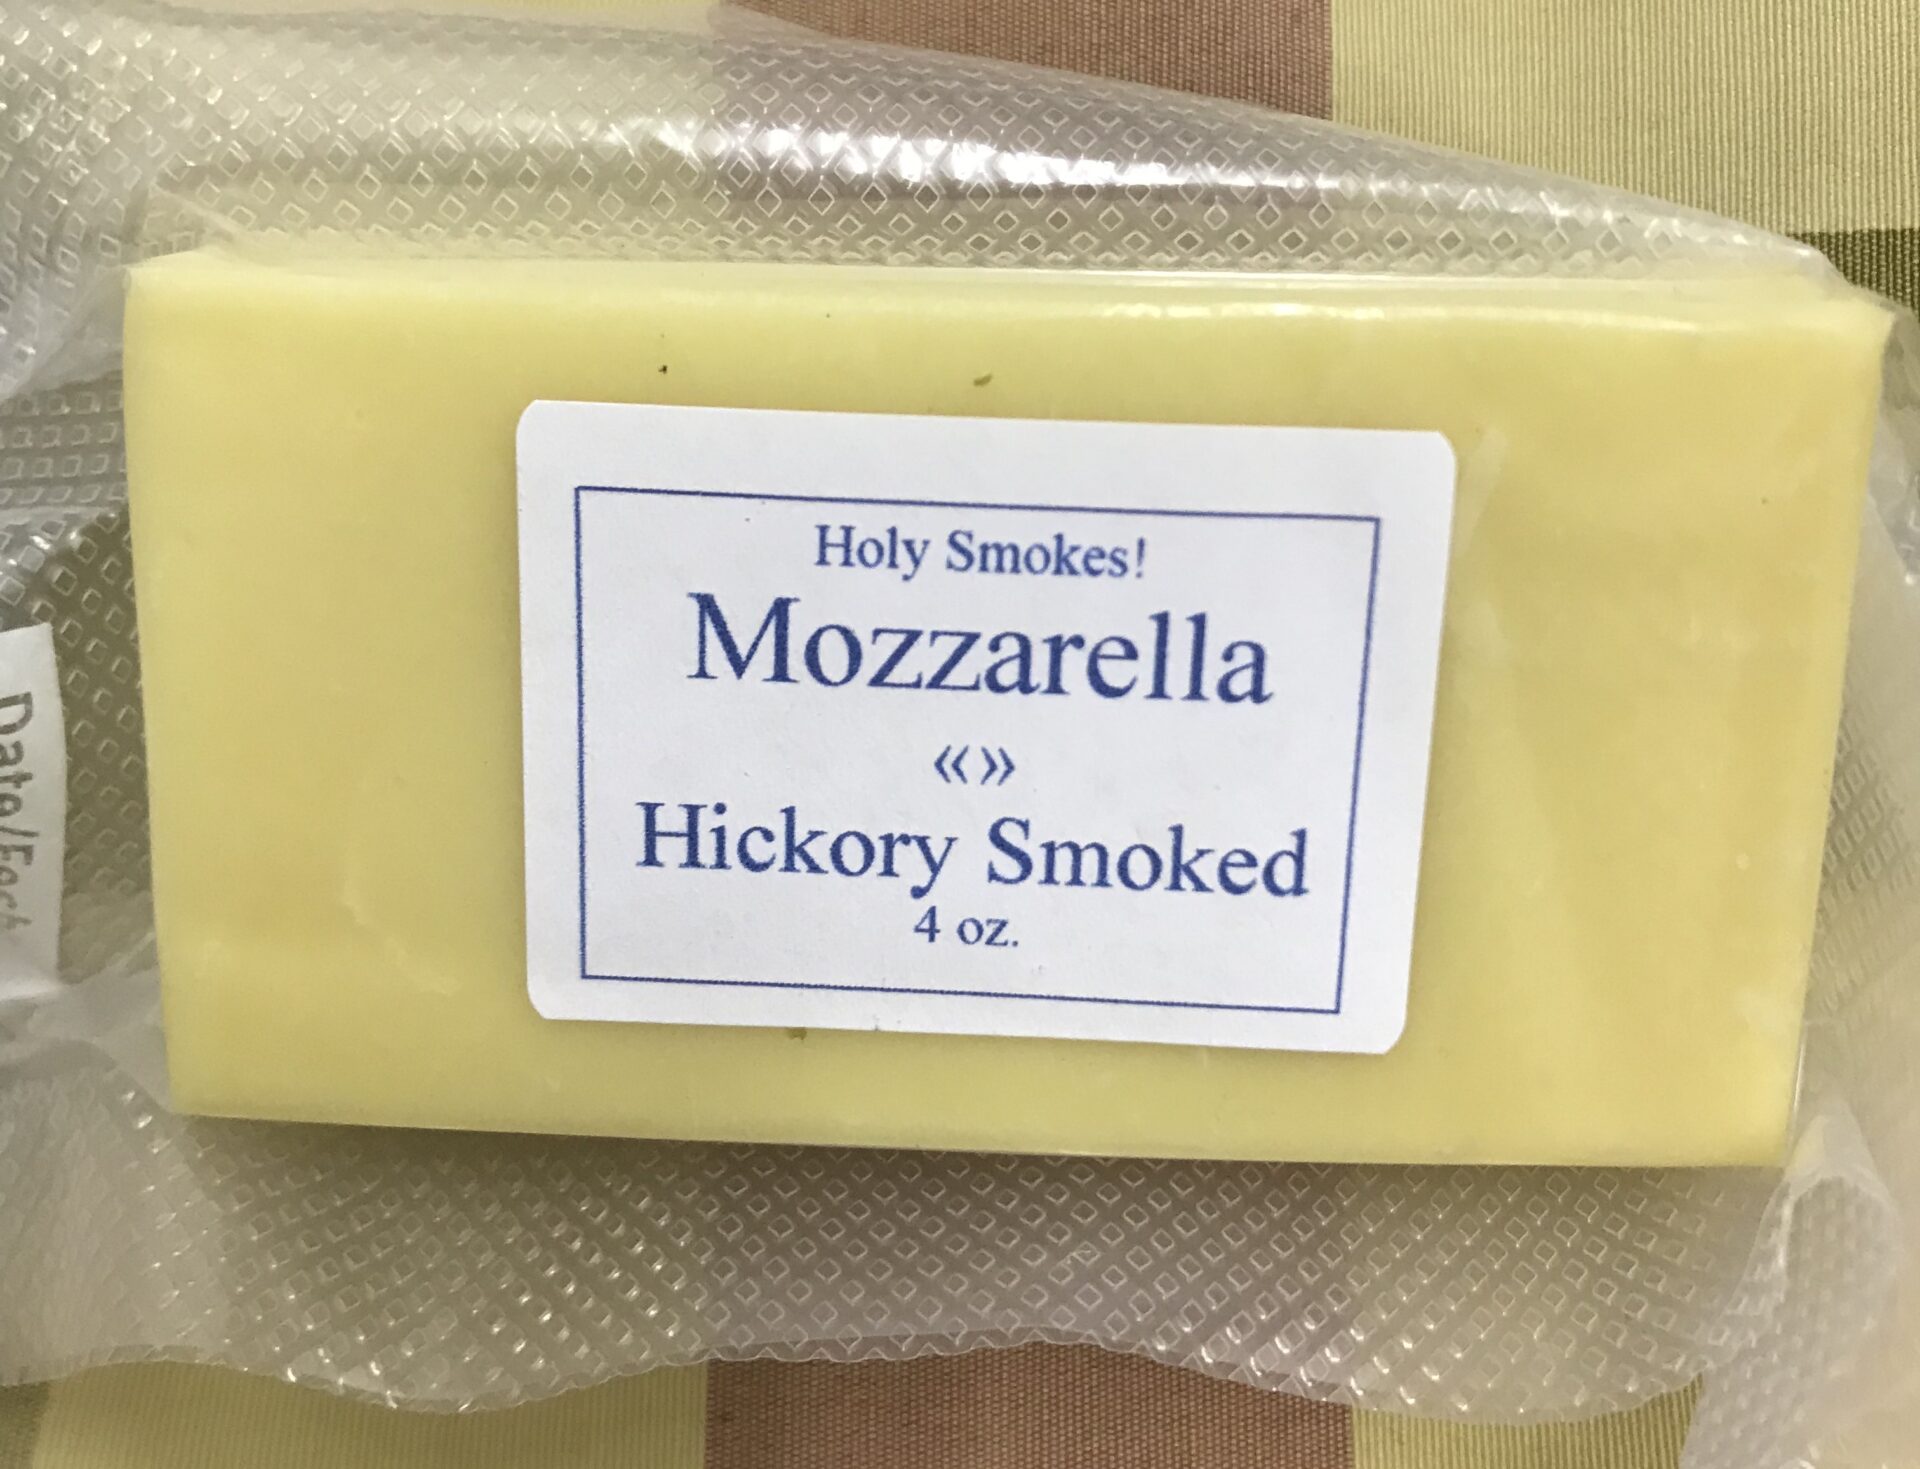 Holy Smokes!
Mozzarella
«»
Hickory Smoked
4 oz.